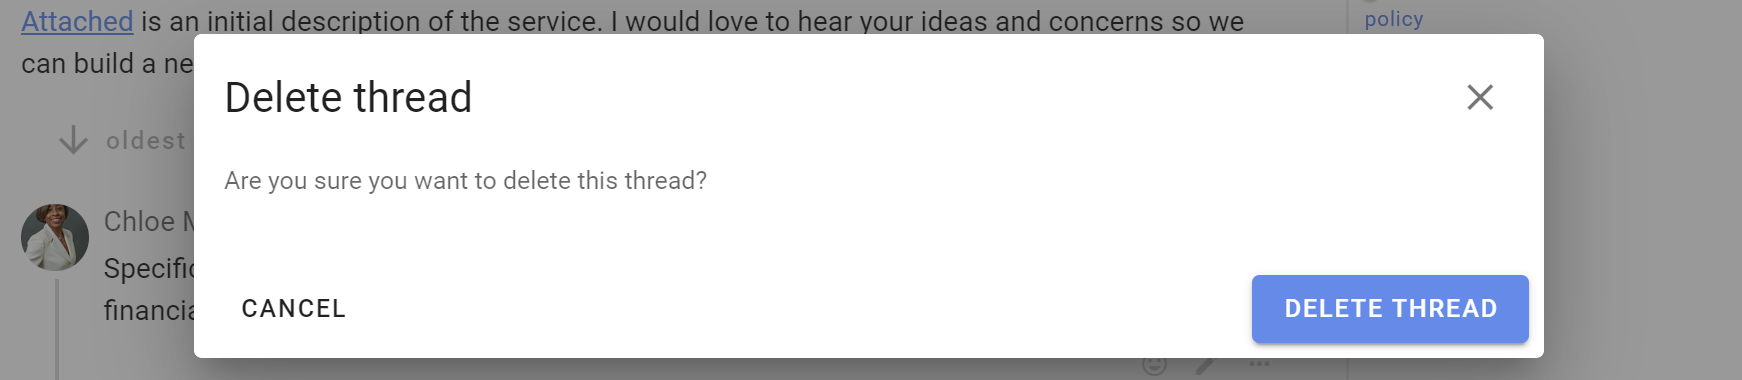 Attached is an initial description of the service. I would love to hear your ideas and concerns so we
policy
can build a ne
Delete thread
oldest
Are you sure you want to delete this thread?
Chloe
Specific
financia
CANCEL
DELETE THREAD